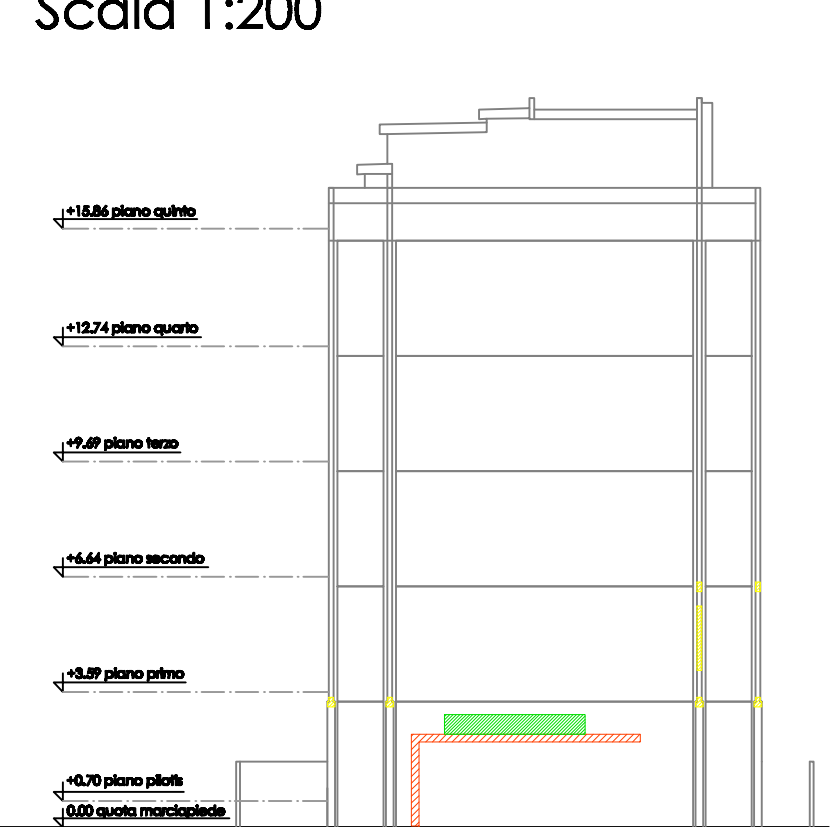 Scala 1:200
+15.86 piano quinto
+12.74 piano quarto
+9.69 piano terzo
+6.64 piano secondo
+3.59 piano primo
+0.70 piano pilotis
0.00 quota marciapiede